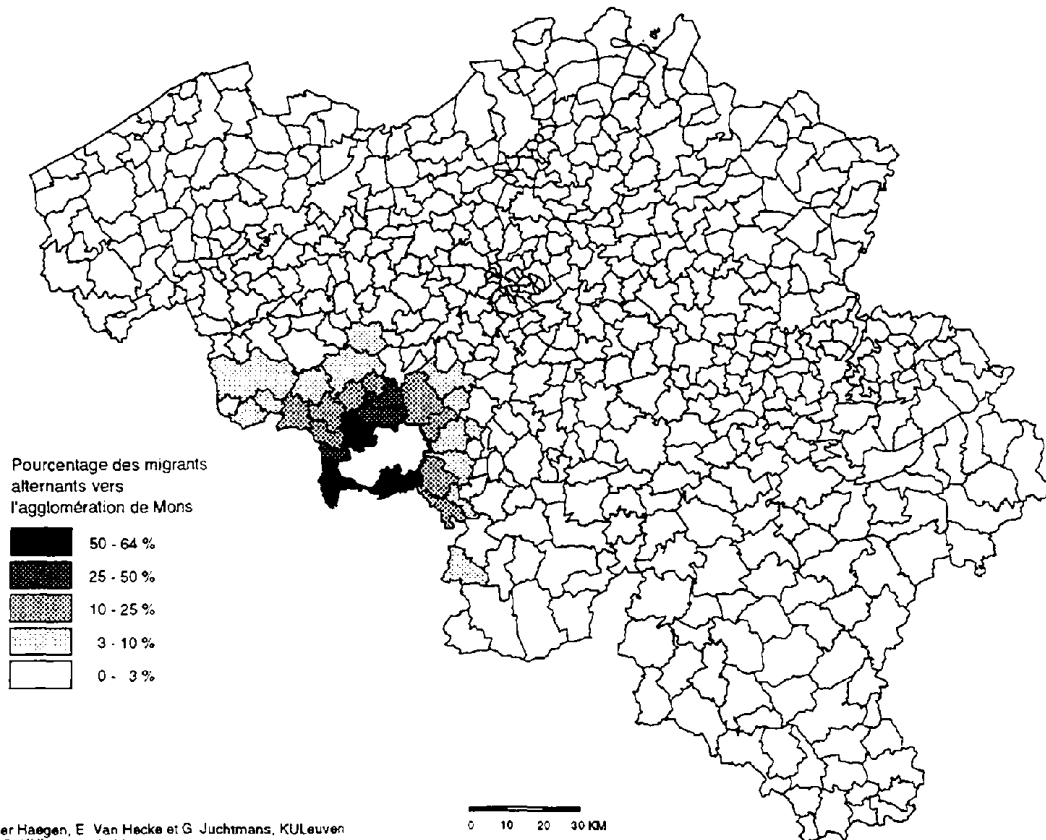 Pourcentage des migrants
alternants vers
l'agglomération de Mons
50 - 64 %
25 - 50 %
10 - 25 %
3 - 10 %
0 - 3 %
er Haegen, E Van Hecke et G Juchtmans, KULeuven
0 10 20 30 KM